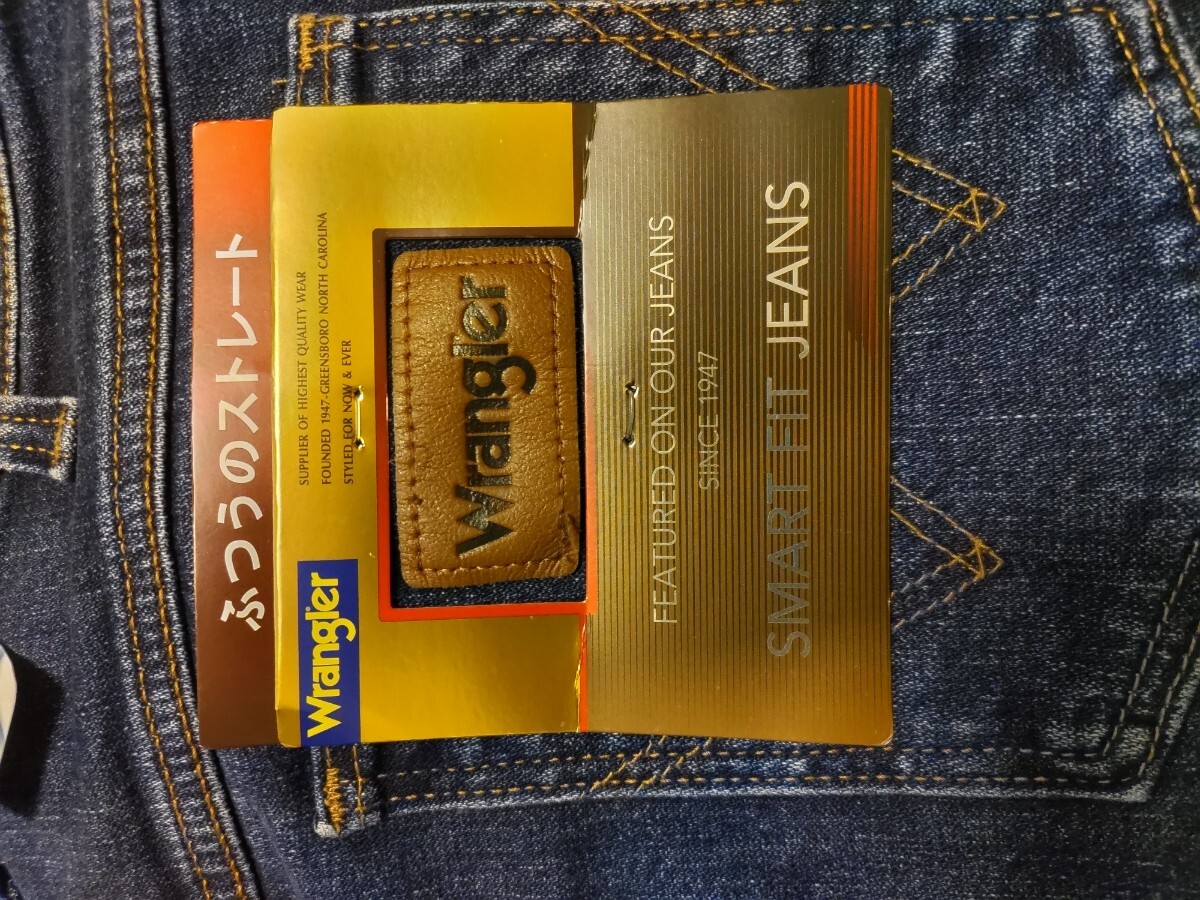 ふつうのストレート
SUPPLIER OF HIGHEST QUALITY WEAR
FOUNDED 1947-GREENSBORO NORTH CAROLINA
STYLED FOR NOW & EVER
Wrangler
Wrangler
FEATURED ON OUR JEANS
SINCE 1947
SMART FIT JEANS